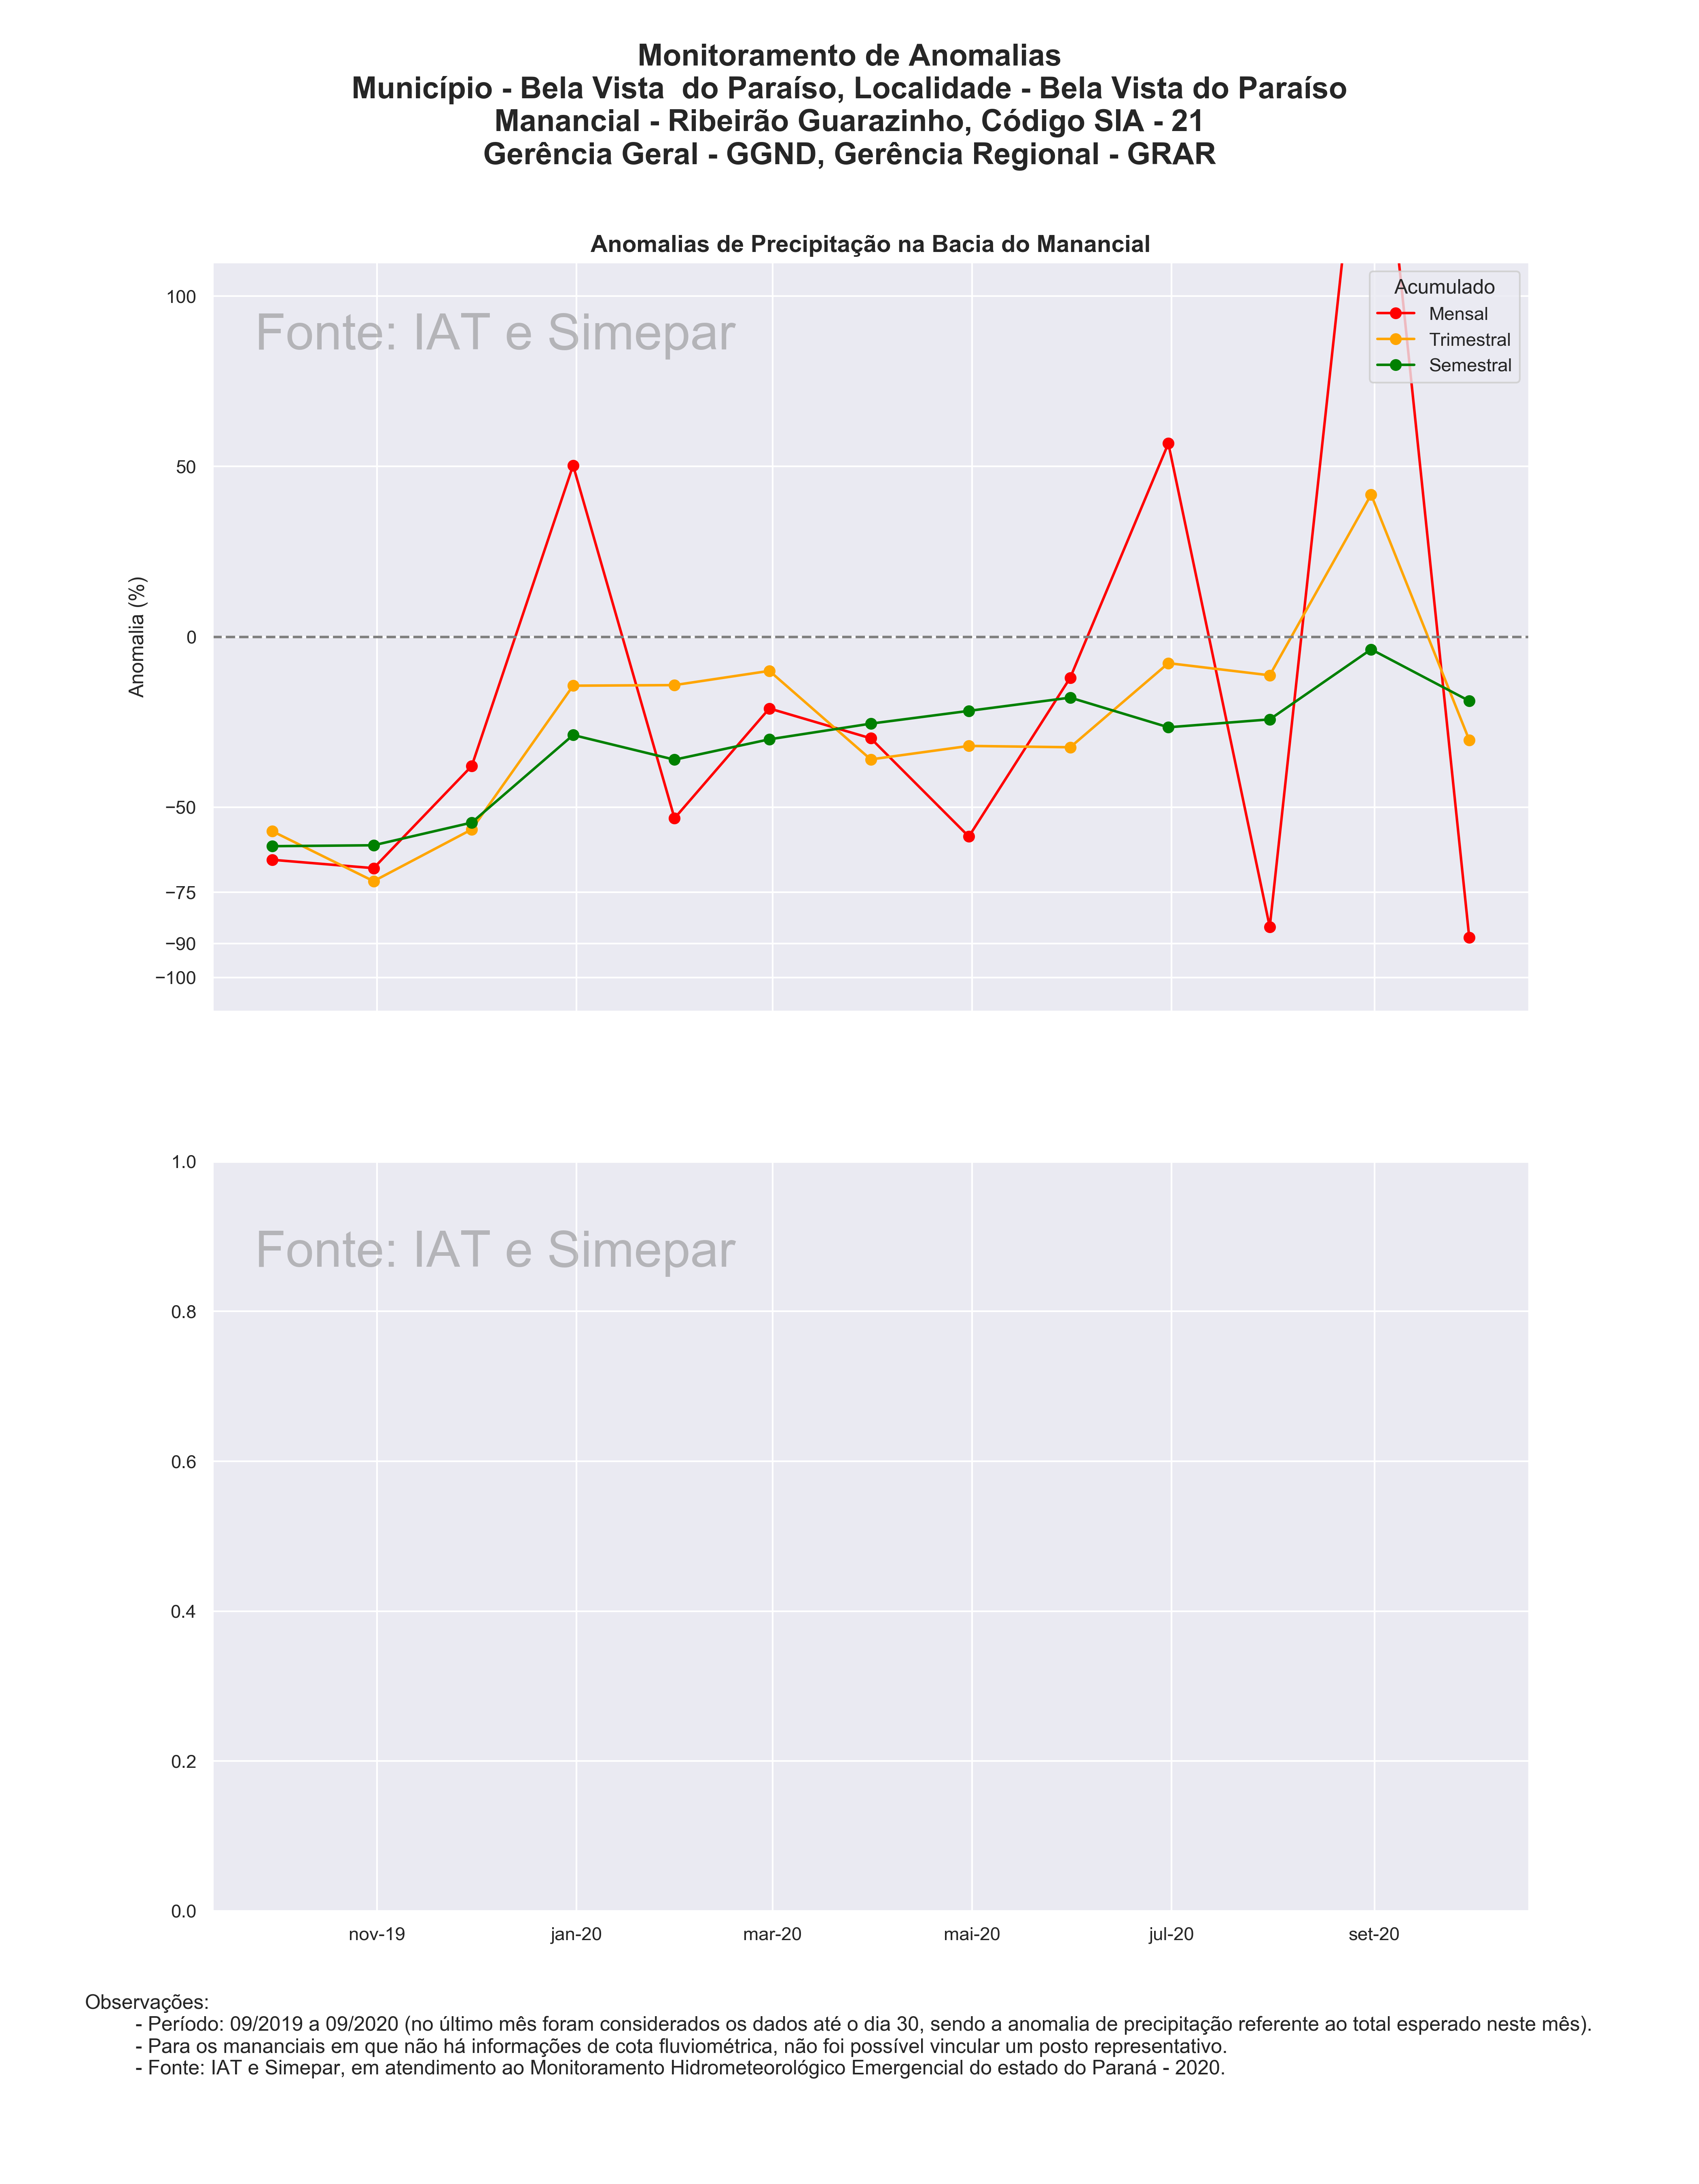 Monitoramento de Anomalias
Município - Bela Vista  do Paraíso, Localidade - Bela Vista do Paraíso
Manancial - Ribeirão Guarazinho, Código SIA - 21
Gerência Geral - GGND, Gerência Regional - GRAR
Anomalias de Precipitação na Bacia do Manancial
Acumulado
Mensal
Trimestral
Semestral
Fonte: IAT e Simepar
Anomalia (%)
100
50
0
−50
−75
−90
−100
Fonte: IAT e Simepar
1.0
0.8
0.6
0.4
0.2
0.0
nov-19 jan-20 mar-20 mai-20 jul-20 set-20
Observações:
- Período: 09/2019 a 09/2020 (no último mês foram considerados os dados até o dia 30, sendo a anomalia de precipitação referente ao total esperado neste mês).
- Para os mananciais em que não há informações de cota fluviométrica, não foi possível vincular um posto representativo.
- Fonte: IAT e Simepar, em atendimento ao Monitoramento Hidrometeorológico Emergencial do estado do Paraná - 2020.